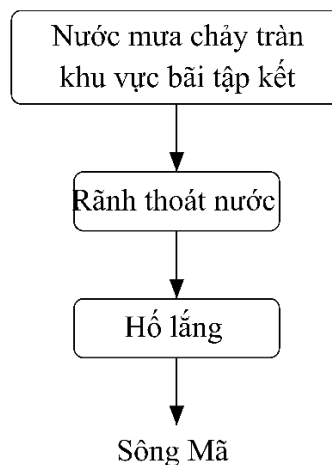 Nước mưa chảy tràn
khu vực bãi tập kết
Rãnh thoát nước
Hố lắng
Sông Mã